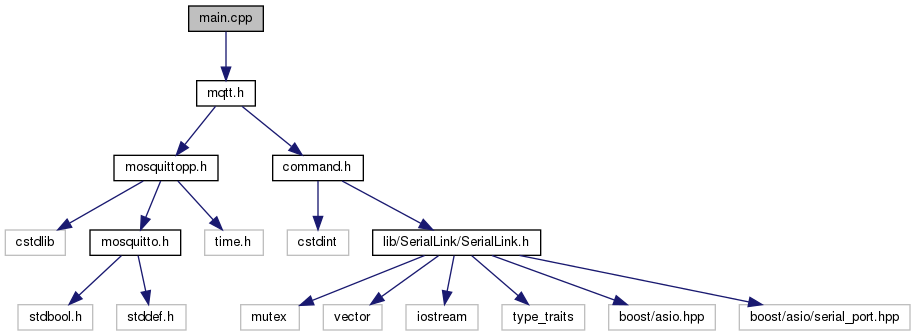 main.cpp
mqtt.h
mosquittopp.h
command.h
cstdlib
mosquitto.h
time.h
cstdint
lib/SerialLink/SerialLink.h
stdbool.h
stddef.h
mutex
vector
iostream
type_traits
boost/asio.hpp
boost/asio/serial_port.hpp